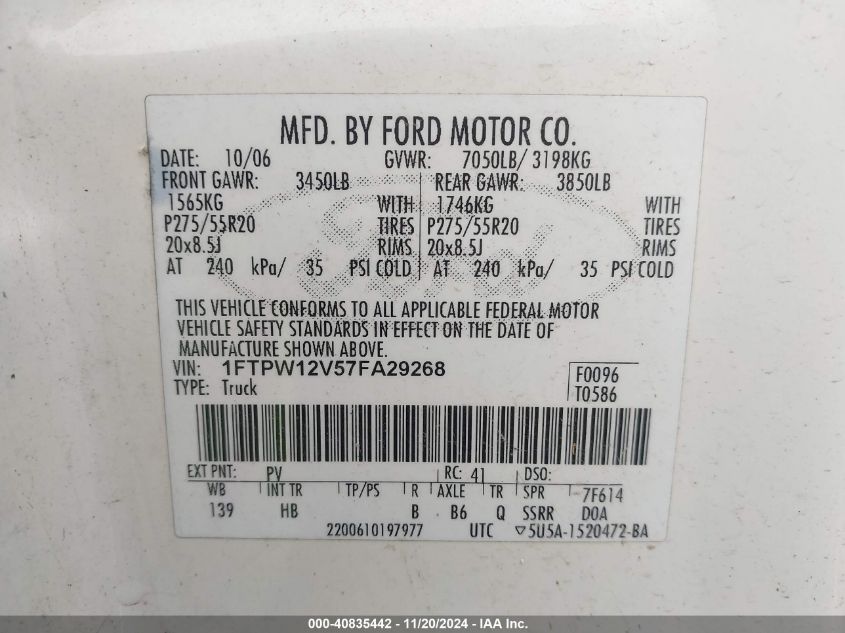 MFD. BY FORD MOTOR CO.
DATE: 10/06 GVWR: 7050LB/ 3198KG
FRONT GAWR: 3450LB REAR GAWR: 3850LB
1565KG WITH 1746KG WITH
P275/55R20 TIRES P275/55R20 TIRES
20x8.5J RIMS 20x8.5J RIMS
AT 240 kPa/ 35 PSI COLD AT 240 kPa/ 35 PSI COLD
Ford
THIS VEHICLE CONFORMS TO ALL APPLICABLE FEDERAL MOTOR
VEHICLE SAFETY STANDARDS IN EFFECT ON THE DATE OF
MANUFACTURE SHOWN ABOVE.
VIN: 1FTPW12V57FA29268 F0096
TYPE: Truck T0586
EXT PNT: PV RC: 41 DSO:
WB INT TR TP/PS R AXLE TR SPR 7F614
139 HB B B6 Q SSRR DOA
2200610197977 UTC ▽5U5A-1520472-BA
000-40835442 - 11/20/2024 - IAA Inc.